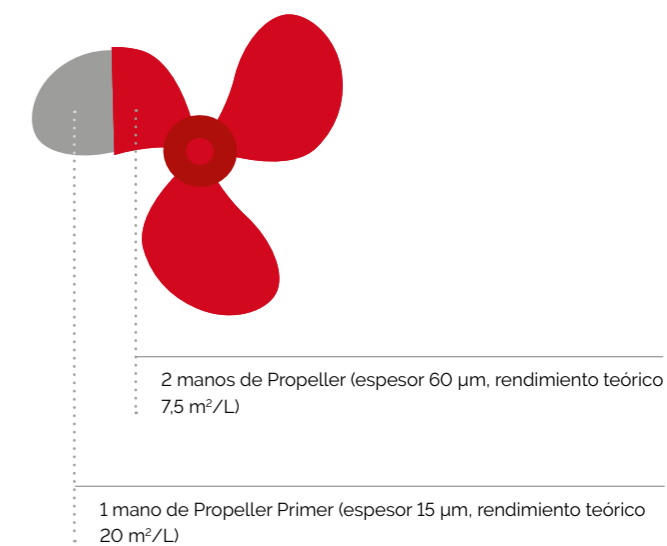 2 manos de Propeller (espesor 60 µm, rendimiento teórico
7,5 m²/L)
1 mano de Propeller Primer (espesor 15 µm, rendimiento teórico
20 m²/L)